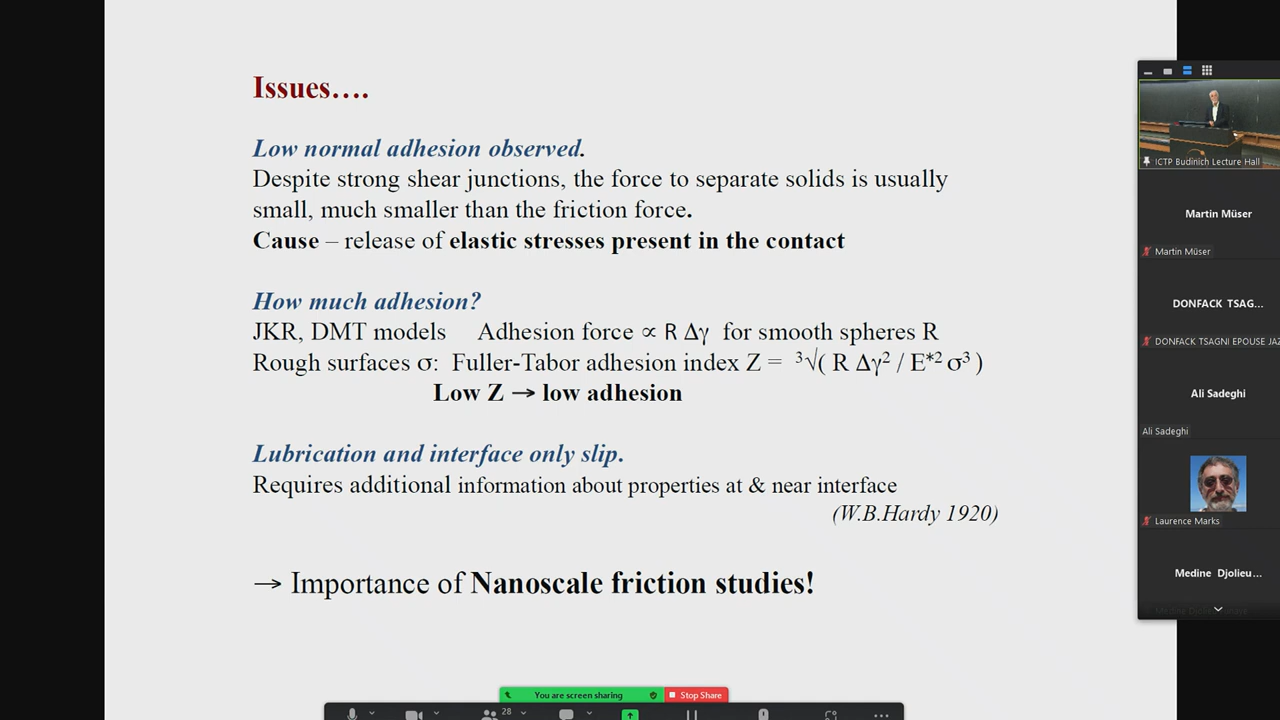 Issues….
Low normal adhesion observed.
Despite strong shear junctions, the force to separate solids is usually
small, much smaller than the friction force.
Cause – release of elastic stresses present in the contact
How much adhesion?
JKR, DMT models Adhesion force ∝ R Δγ for smooth spheres R
Rough surfaces σ: Fuller-Tabor adhesion index Z = ³√( R Δγ² / E*² σ³ )
Low Z → low adhesion
Lubrication and interface only slip.
Requires additional information about properties at & near interface
(W.B.Hardy 1920)
→ Importance of Nanoscale friction studies!
ICTP Budinich Lecture Hall
Martin Müser
Martin Müser
DONFACK TSAG...
DONFACK TSAGNI EPOUSE JAZ
Ali Sadeghi
Ali Sadeghi
Laurence Marks
Medine Djolieu...
You are screen sharing
Stop Share
28